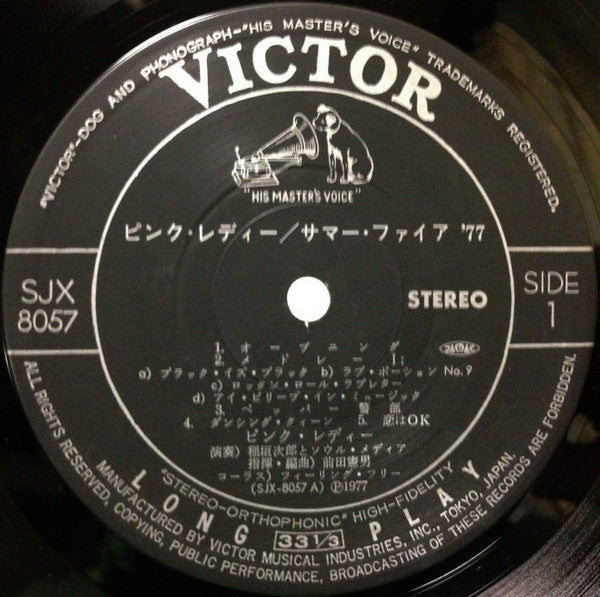 "VICTOR"-DOG AND PHONOGRAPH-"HIS MASTER'S VOICE" TRADEMARKS REGISTERED.
VICTOR
"HIS MASTER'S VOICE"
ピンク・レディー/サマー・ファイア '77
SJX
8057
STEREO
SIDE
1
JASRAC
1. オープニング
2. メドレーI:
a) ブラック・イズ・ブラック b) ラブ・ポーション No.9
c) ロックン・ロール・ラブレター
d) アイ・ビリーブ・イン・ミュージック
3. ペッパー警部
4. ダンシング・クィーン 5. 恋はOK
ピンク・レディー
演奏) 稲垣次郎とソウル・メディア
指揮・編曲) 前田憲男
コーラス) フィーリング・フリー
(SJX-8057 A) Ⓟ1977
"STEREO-ORTHOPHONIC" HIGH-FIDELITY
LONG 33 1/3 PLAY
MANUFACTURED BY VICTOR MUSICAL INDUSTRIES, INC., TOKYO, JAPAN.
ALL RIGHTS RESERVED, COPYING, PUBLIC PERFORMANCE, BROADCASTING OF THESE RECORDS ARE FORBIDDEN.